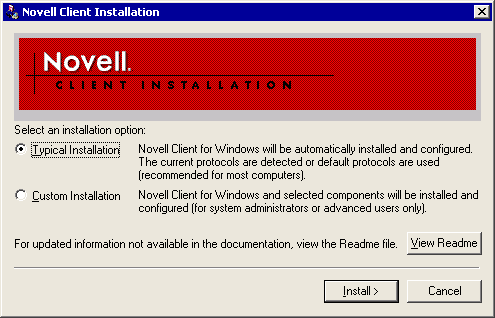 Novell Client Installation
Novell.
CLIENT INSTALLATION
Select an installation option:
Typical Installation
Novell Client for Windows will be automatically installed and configured.
The current protocols are detected or default protocols are used
(recommended for most computers).
Custom Installation
Novell Client for Windows and selected components will be installed and
configured (for system administrators or advanced users only).
For updated information not available in the documentation, view the Readme file.
View Readme
Install >
Cancel